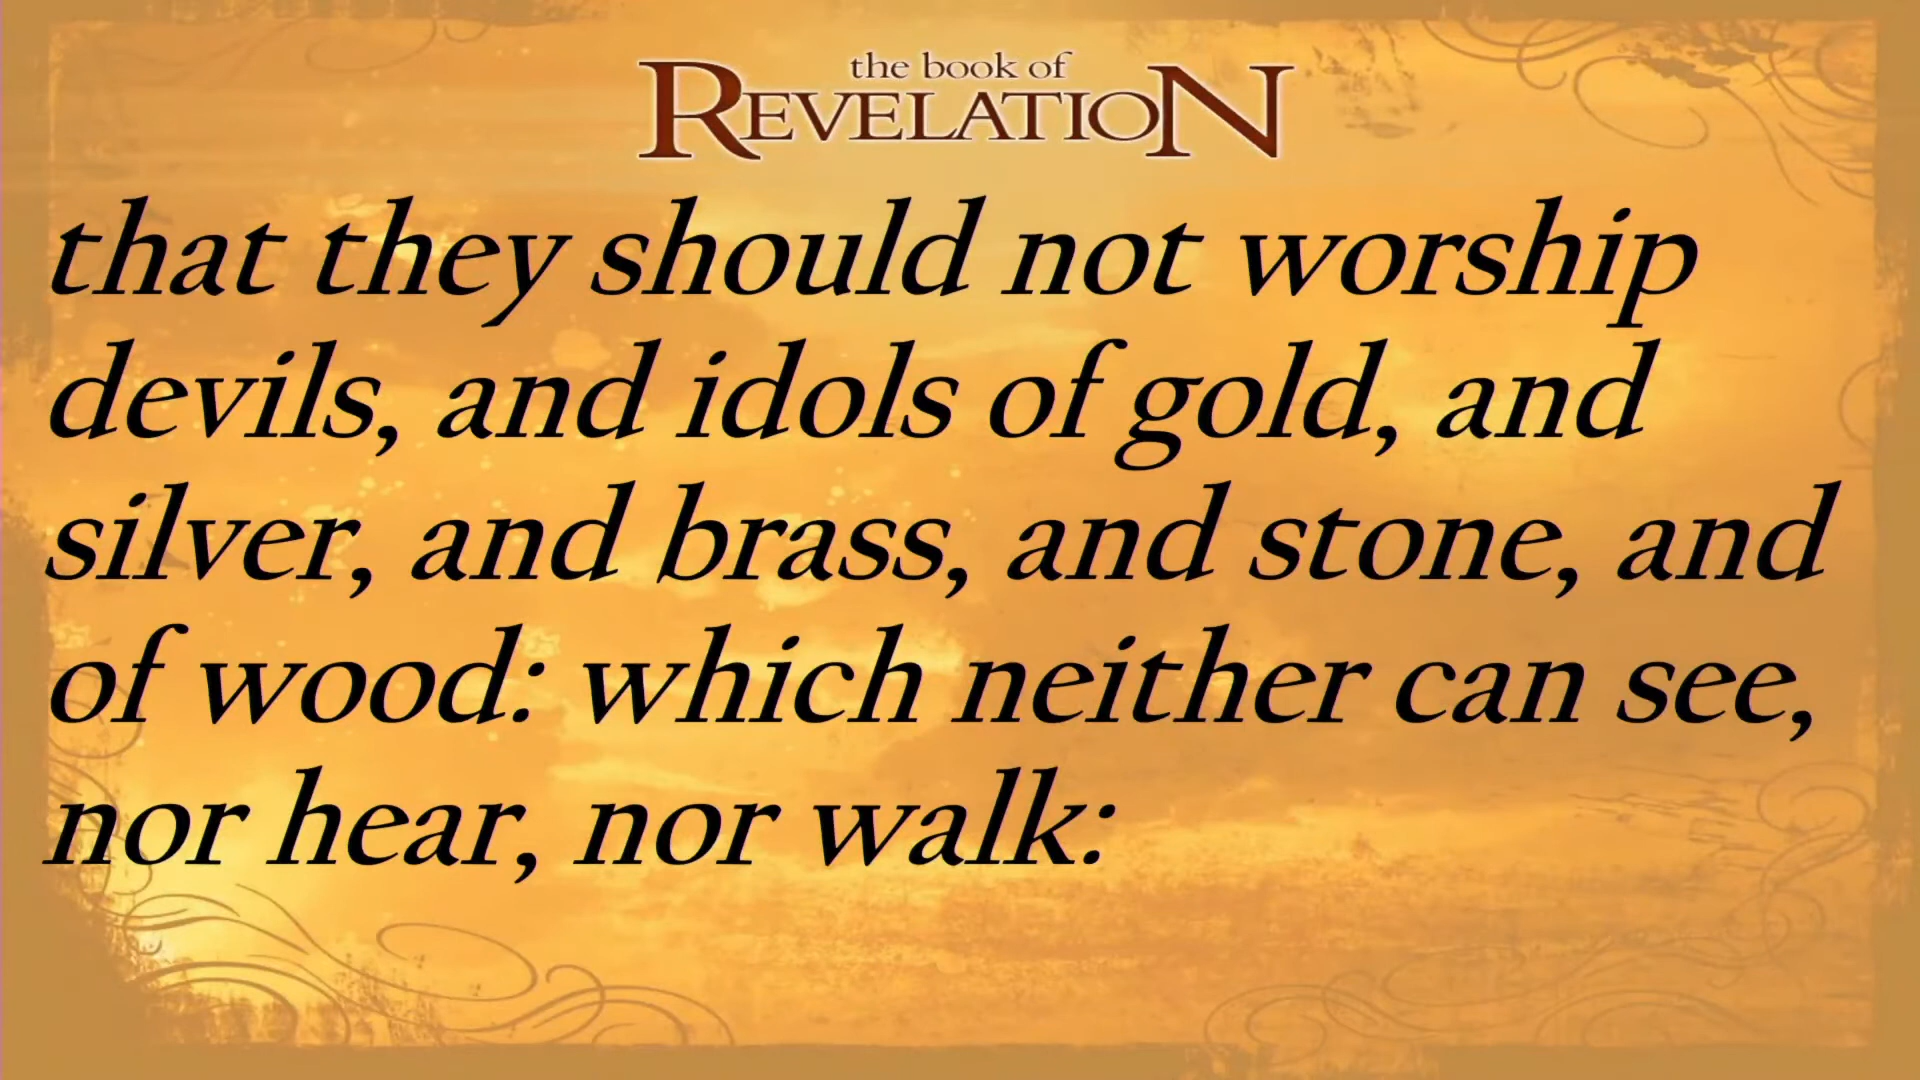 the book of
REVELATION
that they should not worship
devils, and idols of gold, and
silver, and brass, and stone, and
of wood: which neither can see,
nor hear, nor walk: